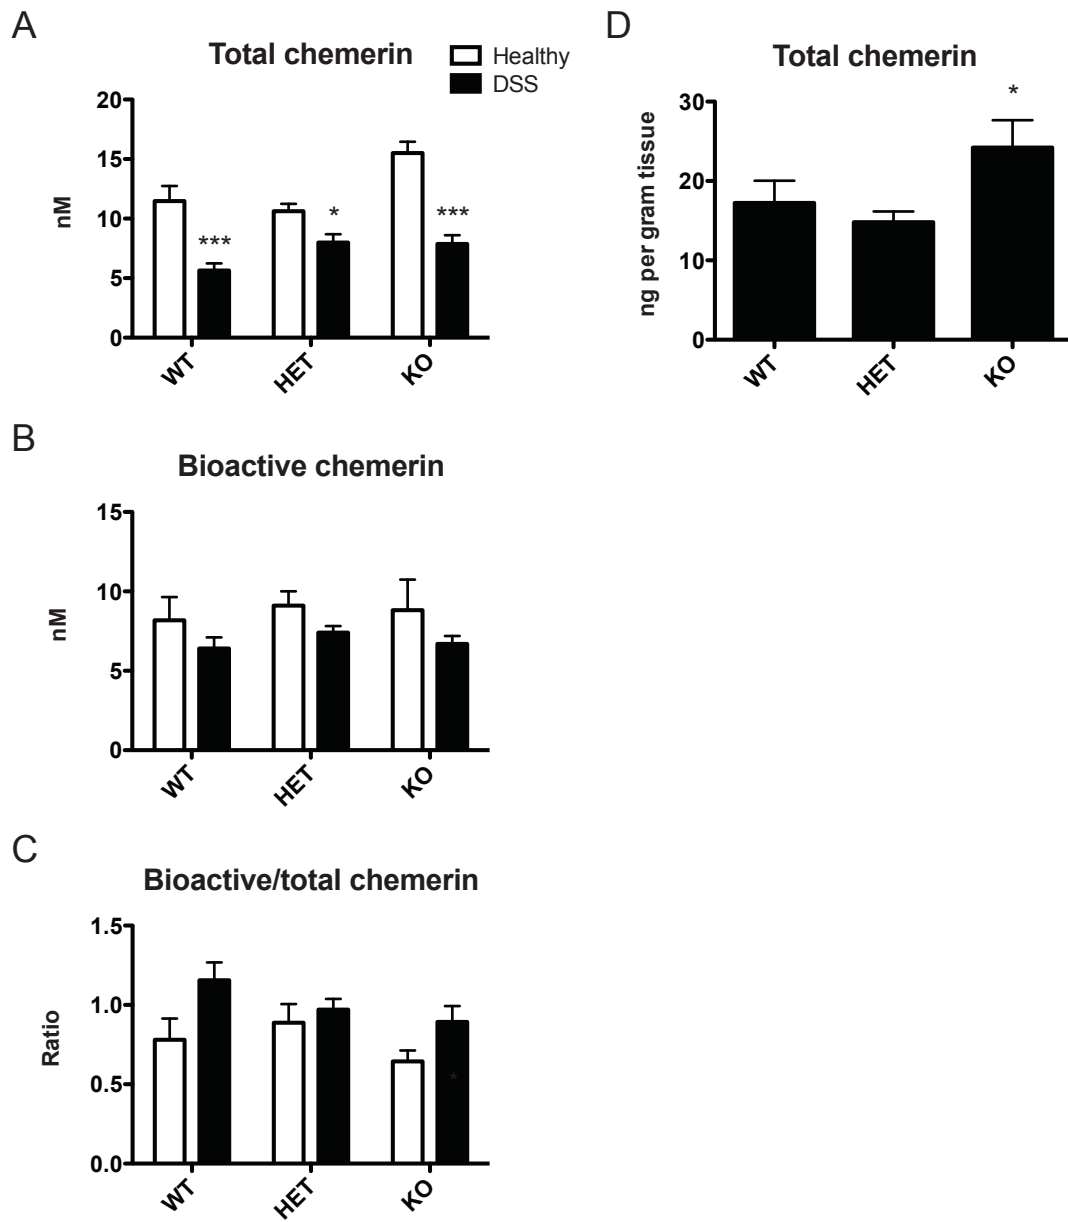 A
Total chemerin
Healthy
DSS
20
15
10
5
0
nM
***
*
***
WT
HET
KO
D
Total chemerin
30
20
10
0
ng per gram tissue
*
WT
HET
KO
B
Bioactive chemerin
15
10
5
0
nM
WT
HET
KO
C
Bioactive/total chemerin
1.5
1.0
0.5
0.0
Ratio
*
WT
HET
KO